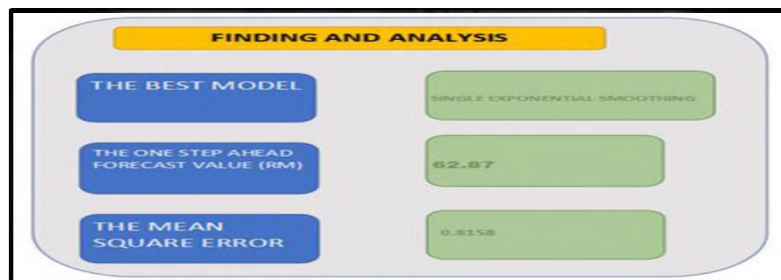 FINDING AND ANALYSIS
THE BEST MODEL
SINGLE EXPONENTIAL SMOOTHING
THE ONE STEP AHEAD
FORECAST VALUE (RM)
62.87
THE MEAN
SQUARE ERROR
0.8158